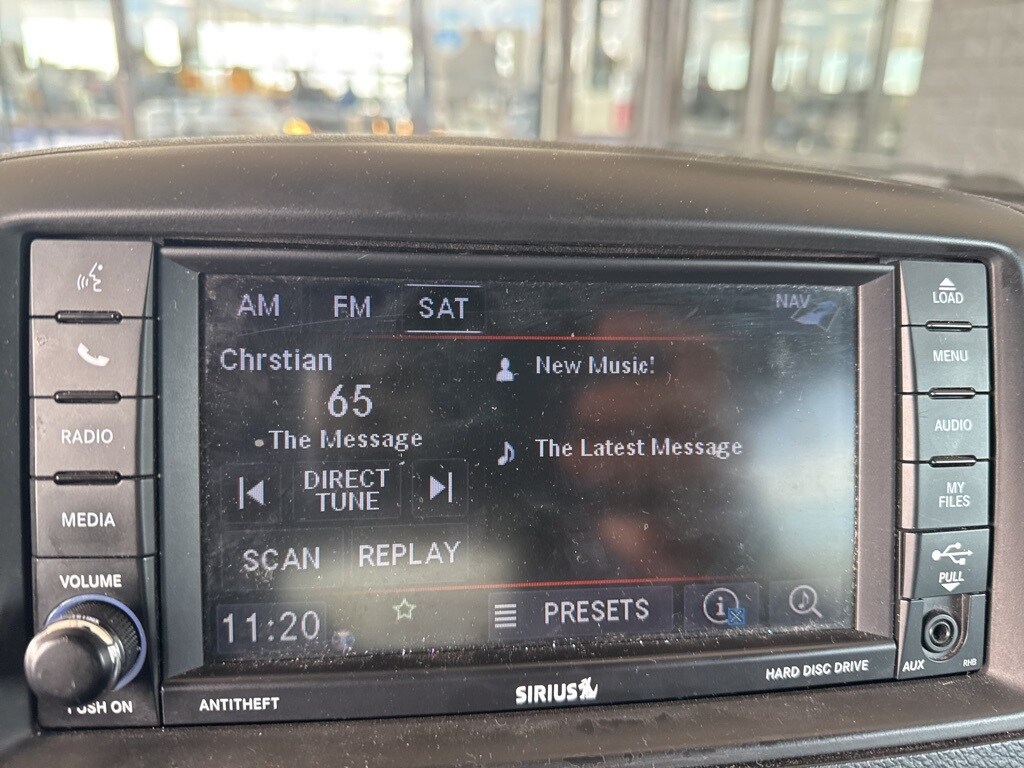 AM FM SAT
NAV
Chrstian
65
The Message
New Music!
The Latest Message
DIRECT
TUNE
SCAN REPLAY
11:20
PRESETS
RADIO
MEDIA
VOLUME
PUSH ON
ANTITHEFT
SIRIUS
HARD DISC DRIVE
LOAD
MENU
AUDIO
MY
FILES
PULL
AUX
RHB